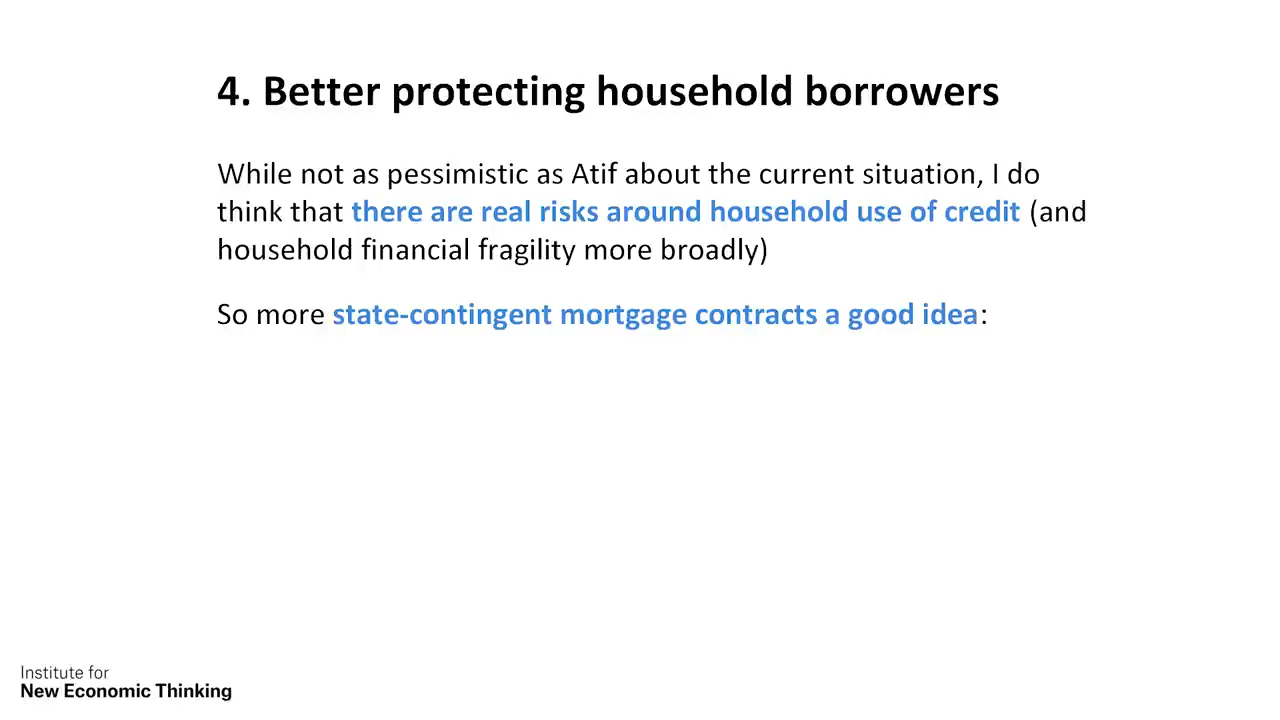 4. Better protecting household borrowers
While not as pessimistic as Atif about the current situation, I do
think that there are real risks around household use of credit (and
household financial fragility more broadly)
So more state-contingent mortgage contracts a good idea:
Institute for
New Economic Thinking